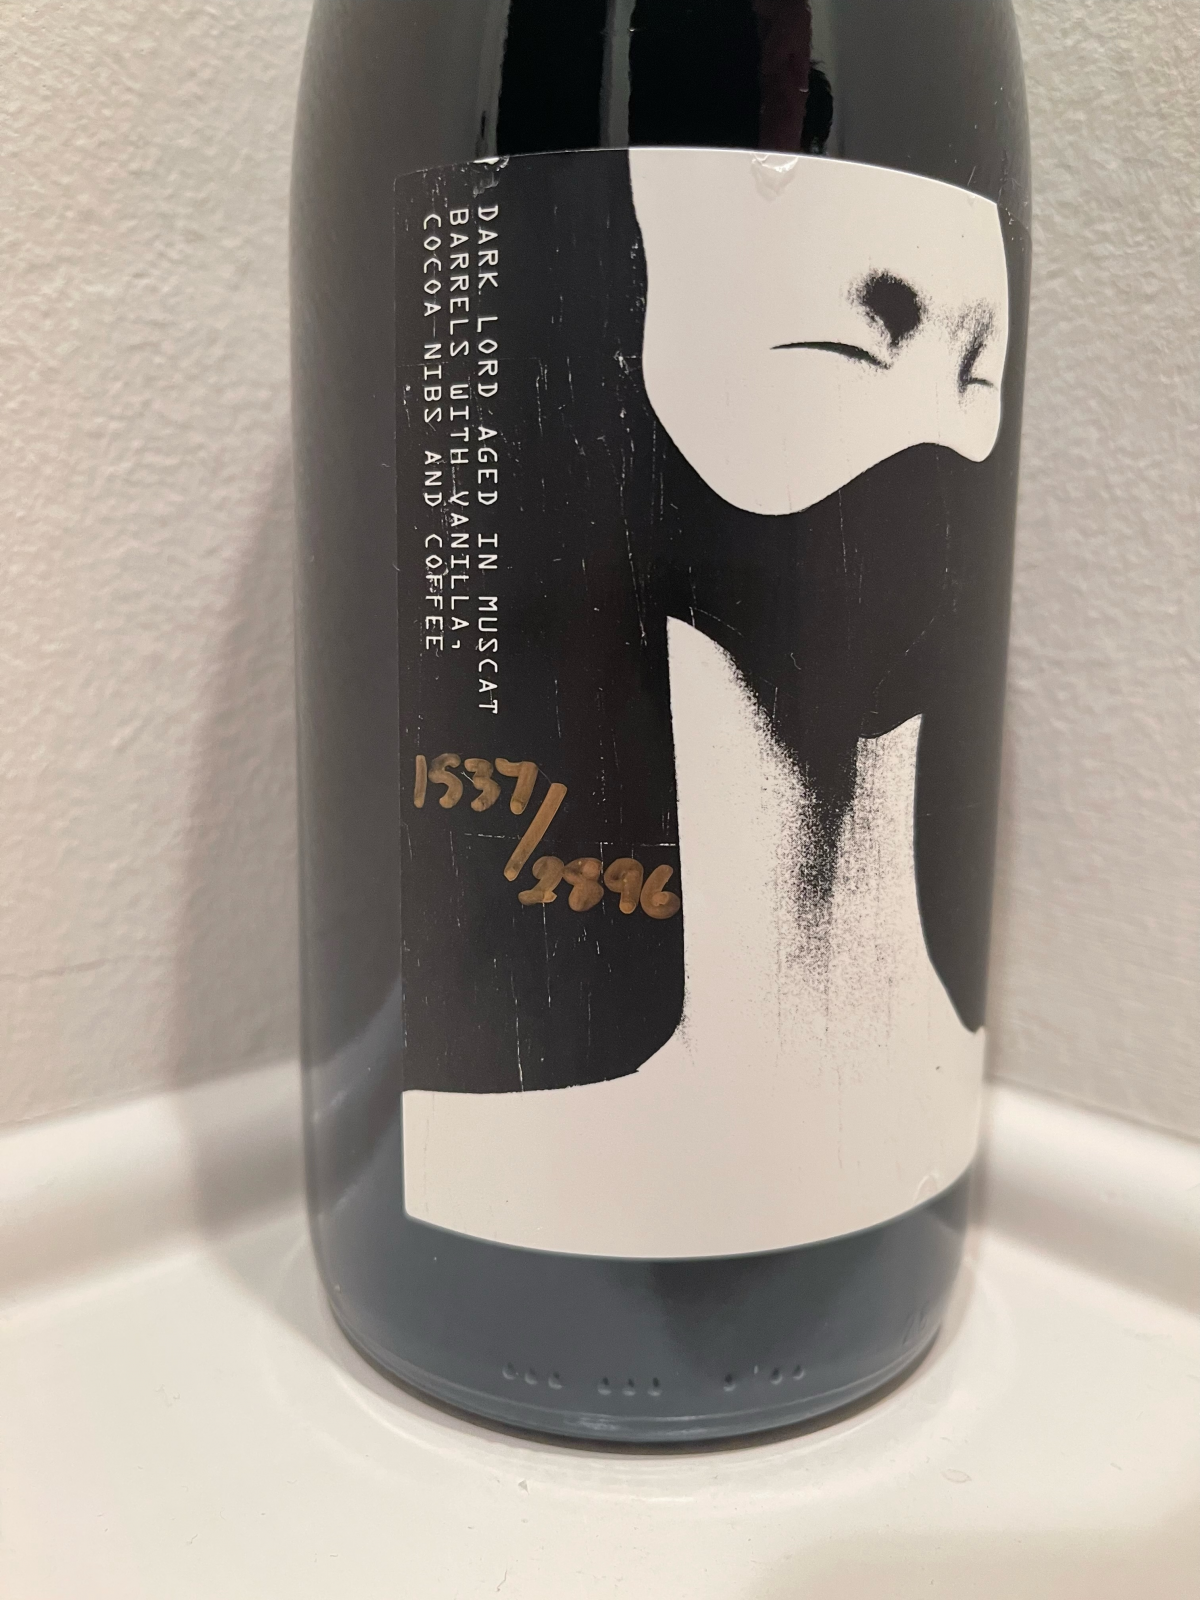 DARK LORD AGED IN MUSCAT
BARRELS WITH VANILLA,
COCOA NIBS AND COFFEE
1537/
2896